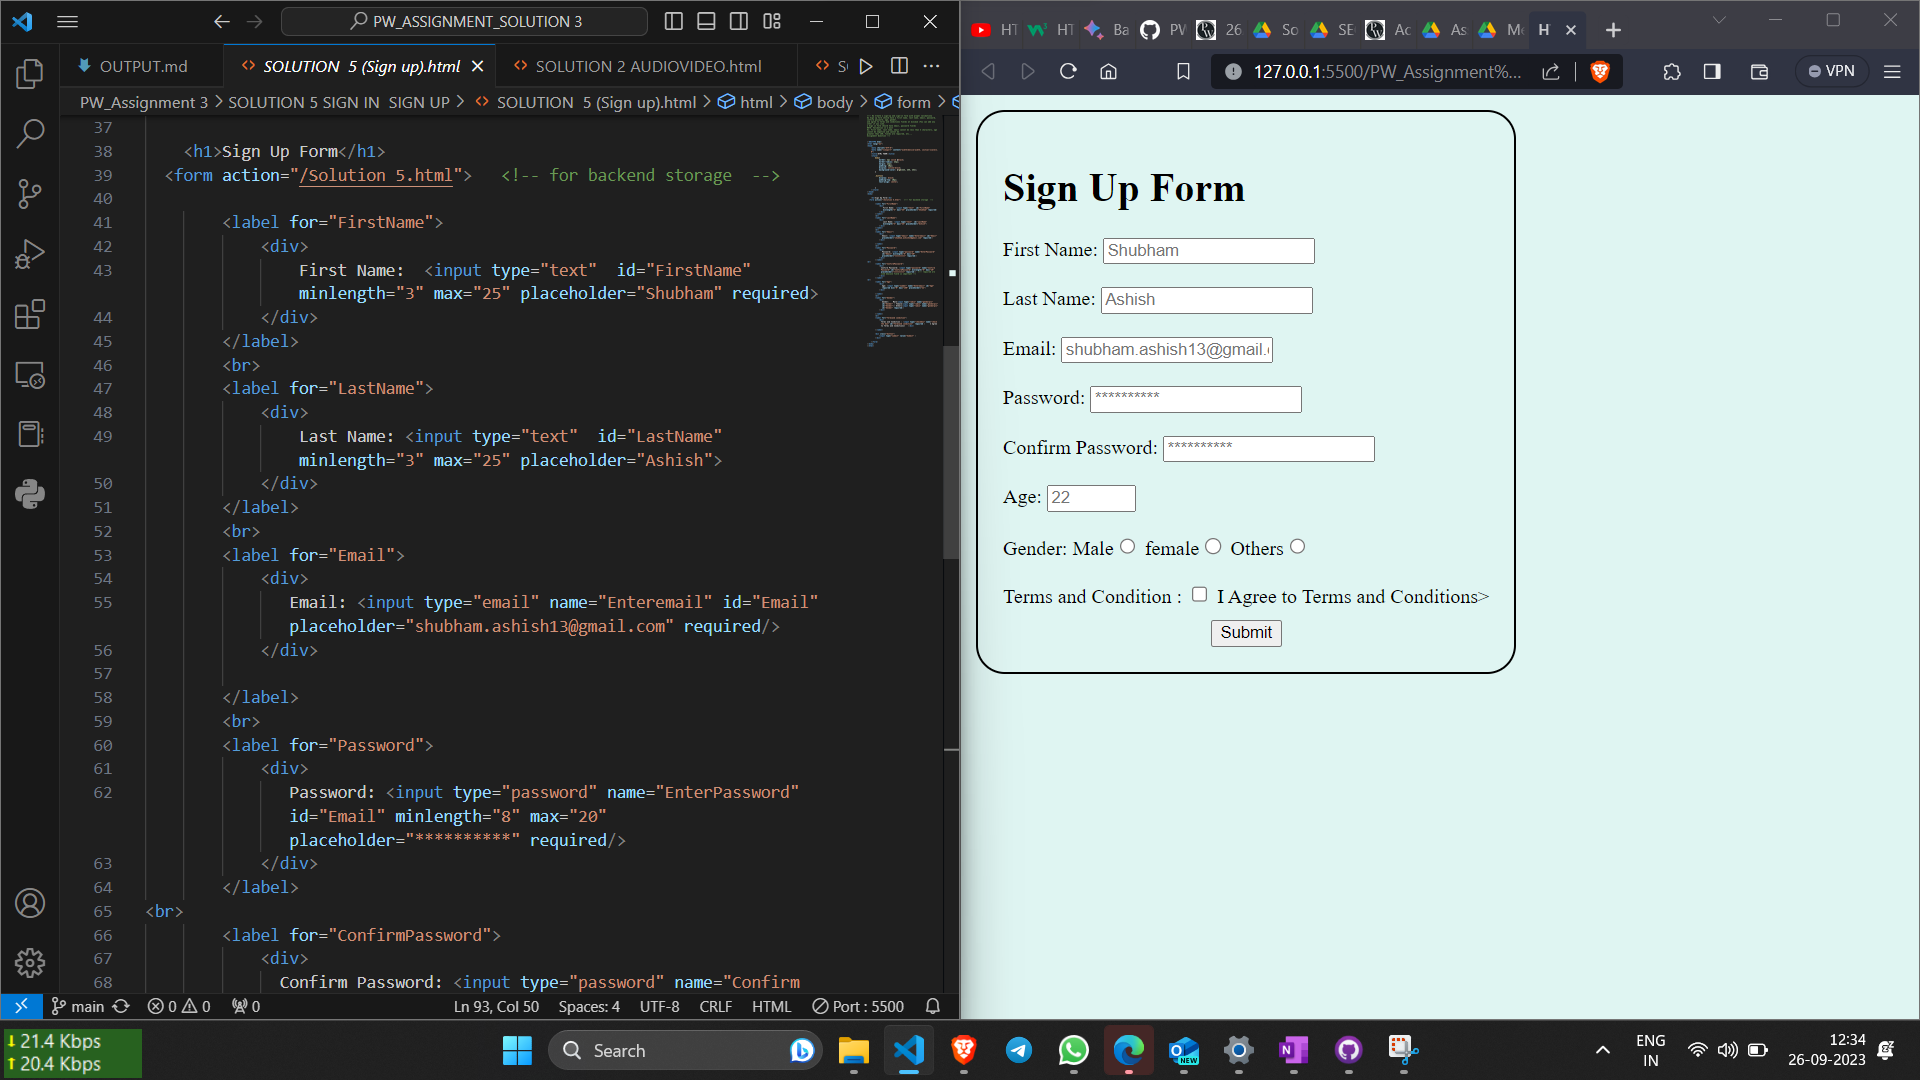 PW_ASSIGNMENT_SOLUTION 3
OUTPUT.md
SOLUTION  5 (Sign up).html
SOLUTION 2 AUDIOVIDEO.html
PW_Assignment 3 > SOLUTION 5 SIGN IN  SIGN UP > SOLUTION  5 (Sign up).html > html > body > form >
37
38 <h1>Sign Up Form</h1>
39 <form action="/Solution 5.html">   <!-- for backend storage  -->
40
41 <label for="FirstName">
42 <div>
43 First Name:  <input type="text"  id="FirstName"
minlength="3" max="25" placeholder="Shubham" required>
44 </div>
45 </label>
46 <br>
47 <label for="LastName">
48 <div>
49 Last Name: <input type="text"  id="LastName"
minlength="3" max="25" placeholder="Ashish">
50 </div>
51 </label>
52 <br>
53 <label for="Email">
54 <div>
55 Email: <input type="email" name="Enteremail" id="Email"
placeholder="shubham.ashish13@gmail.com" required/>
56 </div>
57
58 </label>
59 <br>
60 <label for="Password">
61 <div>
62 Password: <input type="password" name="EnterPassword"
id="Email" minlength="8" max="20"
placeholder="**********" required/>
63 </div>
64 </label>
65 <br>
66 <label for="ConfirmPassword">
67 <div>
68 Confirm Password: <input type="password" name="Confirm
main 0 0 0 Ln 93, Col 50 Spaces: 4 UTF-8 CRLF HTML Port : 5500
HT HT Ba PW 26 So SE Ac As Mo H
127.0.0.1:5500/PW_Assignment%... VPN
Sign Up Form
First Name: Shubham
Last Name: Ashish
Email: shubham.ashish13@gmail.
Password: **********
Confirm Password: **********
Age: 22
Gender: Male female Others
Terms and Condition : I Agree to Terms and Conditions>
Submit
21.4 Kbps
20.4 Kbps
Search
ENG
IN
12:34
26-09-2023